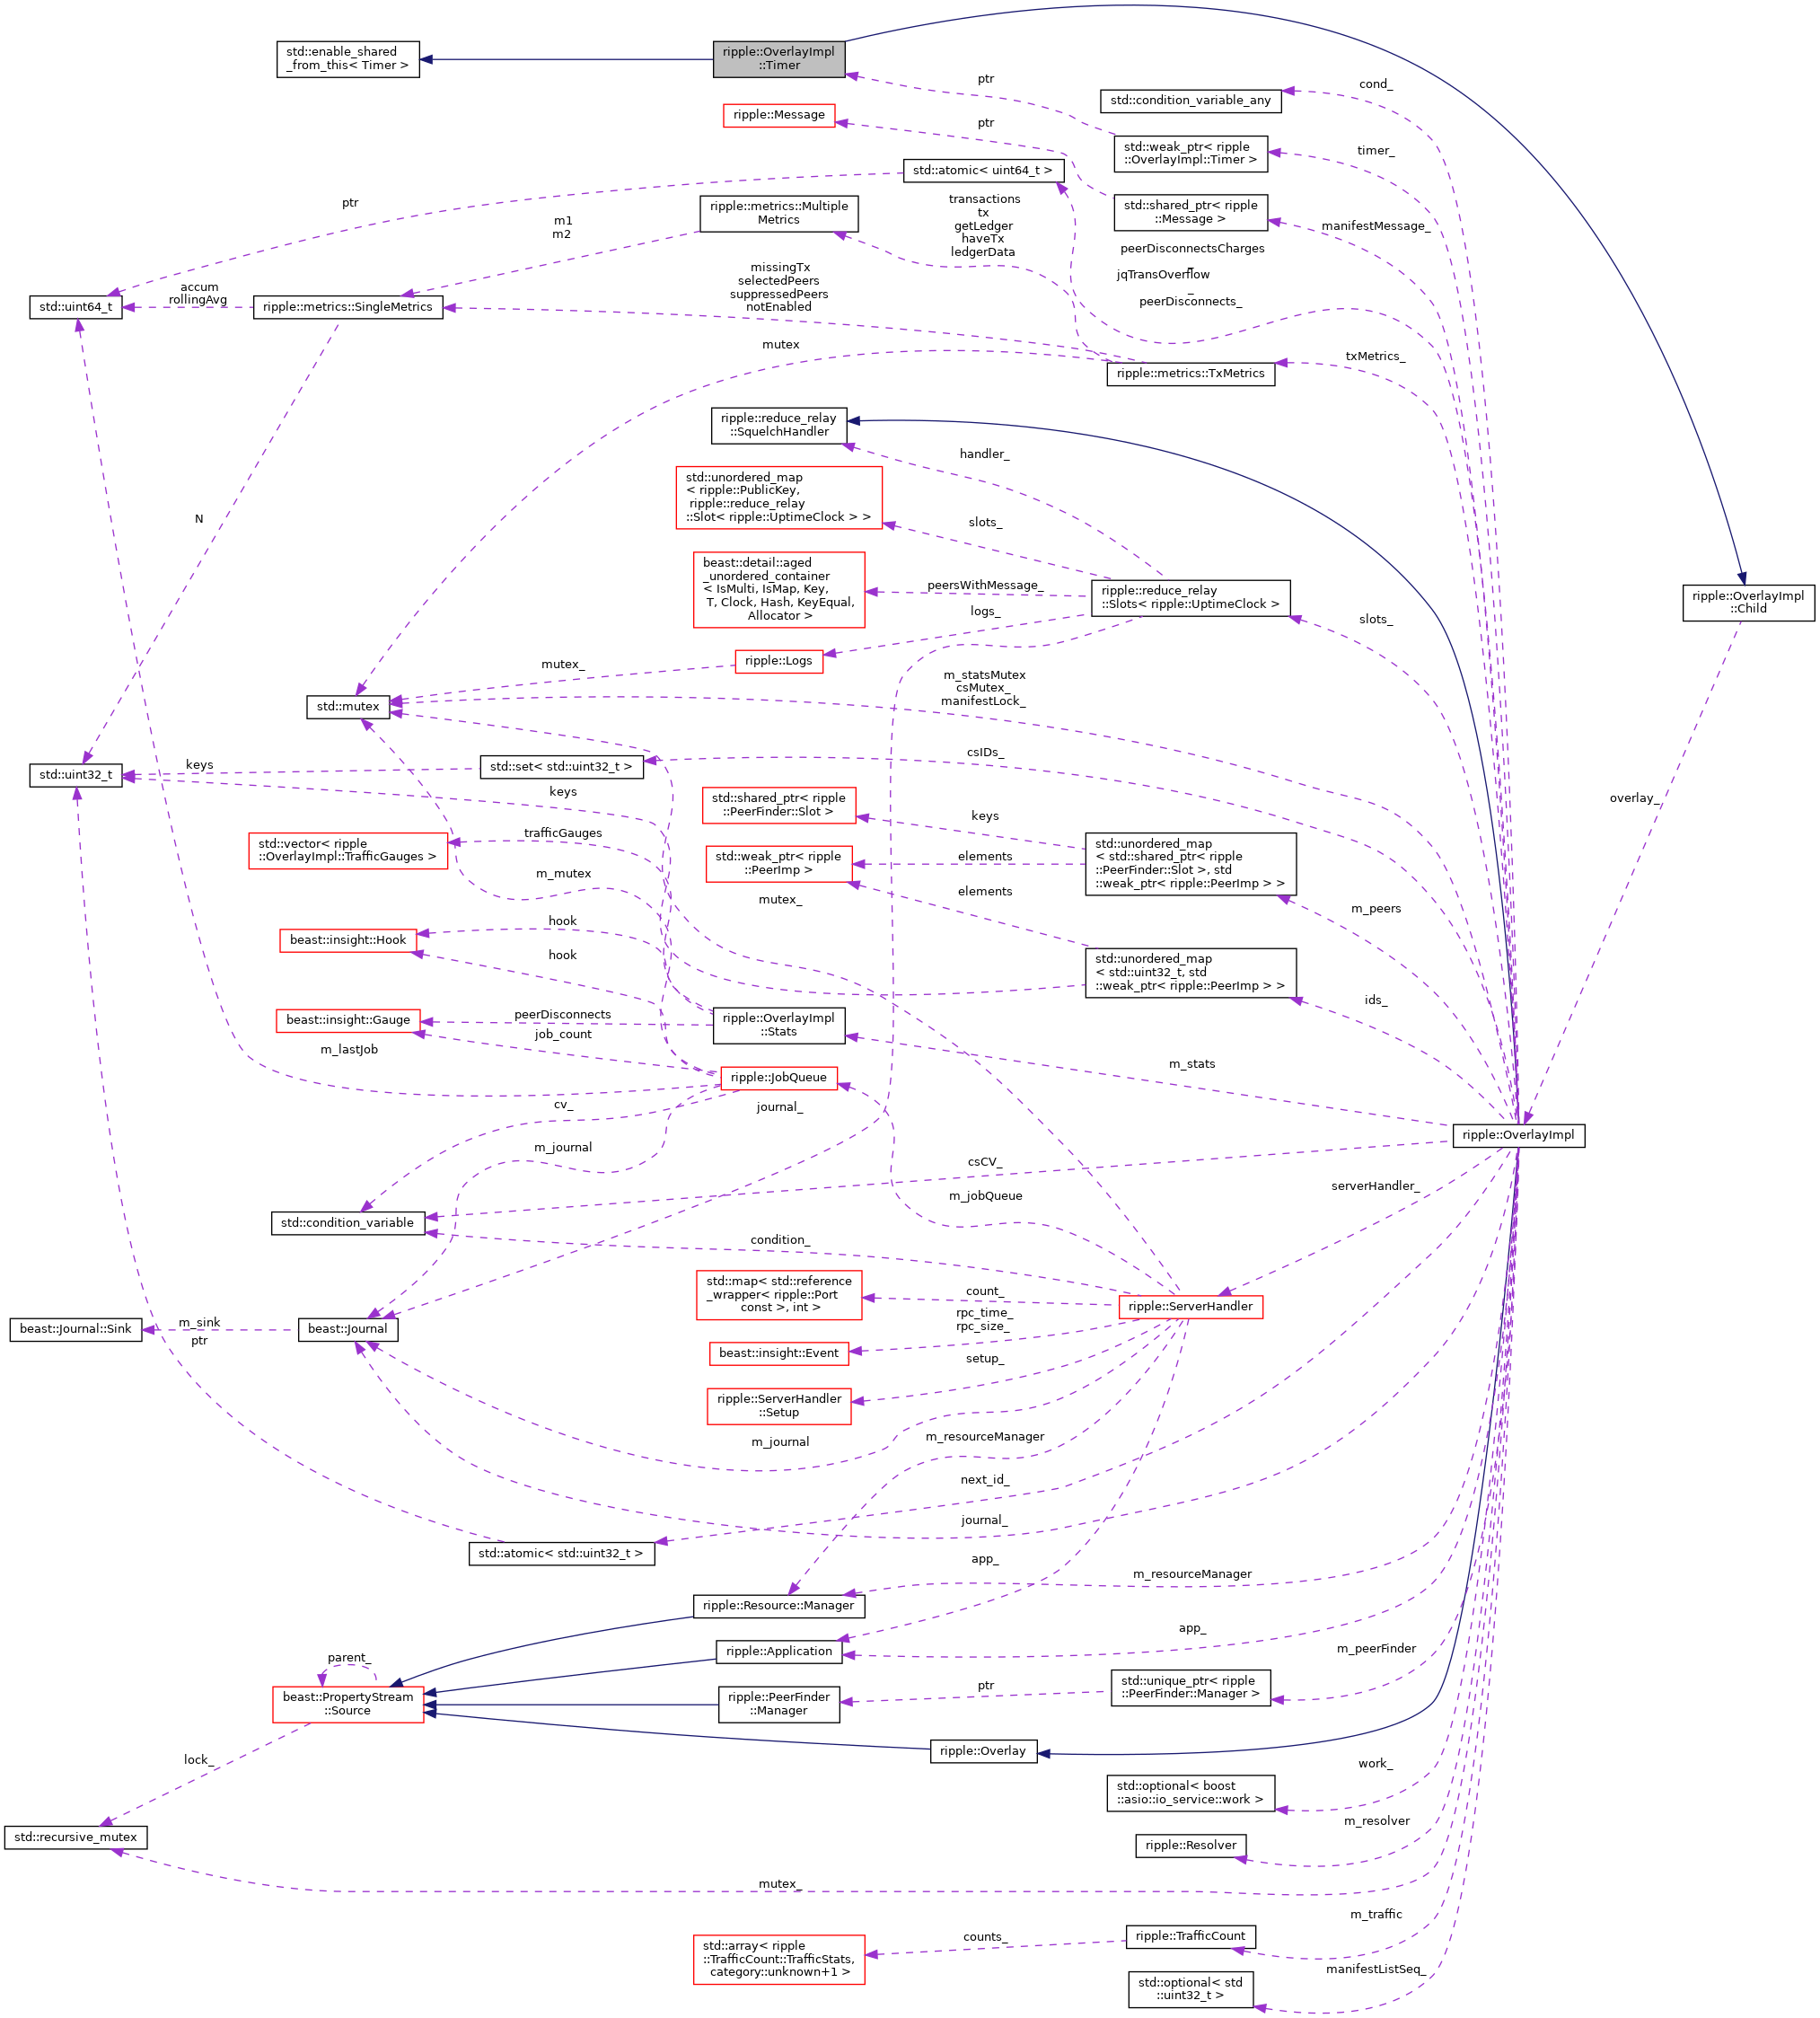 std::enable_shared
_from_this< Timer >
ripple::OverlayImpl
::Timer
ptr
cond_
std::condition_variable_any
ripple::Message
ptr
std::weak_ptr< ripple
::OverlayImpl::Timer >
timer_
std::atomic< uint64_t >
ptr
ripple::metrics::Multiple
Metrics
transactions
tx
getLedger
haveTx
ledgerData
std::shared_ptr< ripple
::Message >
manifestMessage_
m1
m2
peerDisconnectsCharges
_
jqTransOverflow
_
peerDisconnects_
missingTx
selectedPeers
suppressedPeers
notEnabled
accum
rollingAvg
std::uint64_t
ripple::metrics::SingleMetrics
mutex
txMetrics_
ripple::metrics::TxMetrics
ripple::reduce_relay
::SquelchHandler
handler_
std::unordered_map
< ripple::PublicKey,
ripple::reduce_relay
::Slot< ripple::UptimeClock > >
slots_
N
beast::detail::aged
_unordered_container
< IsMulti, IsMap, Key,
T, Clock, Hash, KeyEqual,
Allocator >
peersWithMessage_
ripple::reduce_relay
::Slots< ripple::UptimeClock >
slots_
ripple::OverlayImpl
::Child
logs_
ripple::Logs
mutex_
m_statsMutex
csMutex_
manifestLock_
std::mutex
csIDs_
std::set< std::uint32_t >
keys
std::uint32_t
keys
overlay_
std::shared_ptr< ripple
::PeerFinder::Slot >
keys
trafficGauges
std::vector< ripple
::OverlayImpl::TrafficGauges >
std::weak_ptr< ripple
::PeerImp >
elements
std::unordered_map
< std::shared_ptr< ripple
::PeerFinder::Slot >, std
::weak_ptr< ripple::PeerImp > >
m_mutex
elements
mutex_
m_peers
hook
beast::insight::Hook
hook
std::unordered_map
< std::uint32_t, std
::weak_ptr< ripple::PeerImp > >
ids_
beast::insight::Gauge
peerDisconnects
job_count
ripple::OverlayImpl
::Stats
m_lastJob
m_stats
ripple::JobQueue
cv_
journal_
m_journal
ripple::OverlayImpl
csCV_
serverHandler_
m_jobQueue
std::condition_variable
condition_
std::map< std::reference
_wrapper< ripple::Port
const >, int >
count_
ripple::ServerHandler
rpc_time_
rpc_size_
beast::Journal::Sink
m_sink
ptr
beast::Journal
beast::insight::Event
setup_
ripple::ServerHandler
::Setup
m_journal
m_resourceManager
next_id_
journal_
std::atomic< std::uint32_t >
app_
m_resourceManager
ripple::Resource::Manager
app_
ripple::Application
parent_
m_peerFinder
beast::PropertyStream
::Source
ripple::PeerFinder
::Manager
ptr
std::unique_ptr< ripple
::PeerFinder::Manager >
ripple::Overlay
lock_
work_
std::optional< boost
::asio::io_service::work >
m_resolver
std::recursive_mutex
ripple::Resolver
mutex_
m_traffic
std::array< ripple
::TrafficCount::TrafficStats,
category::unknown+1 >
counts_
ripple::TrafficCount
manifestListSeq_
std::optional< std
::uint32_t >